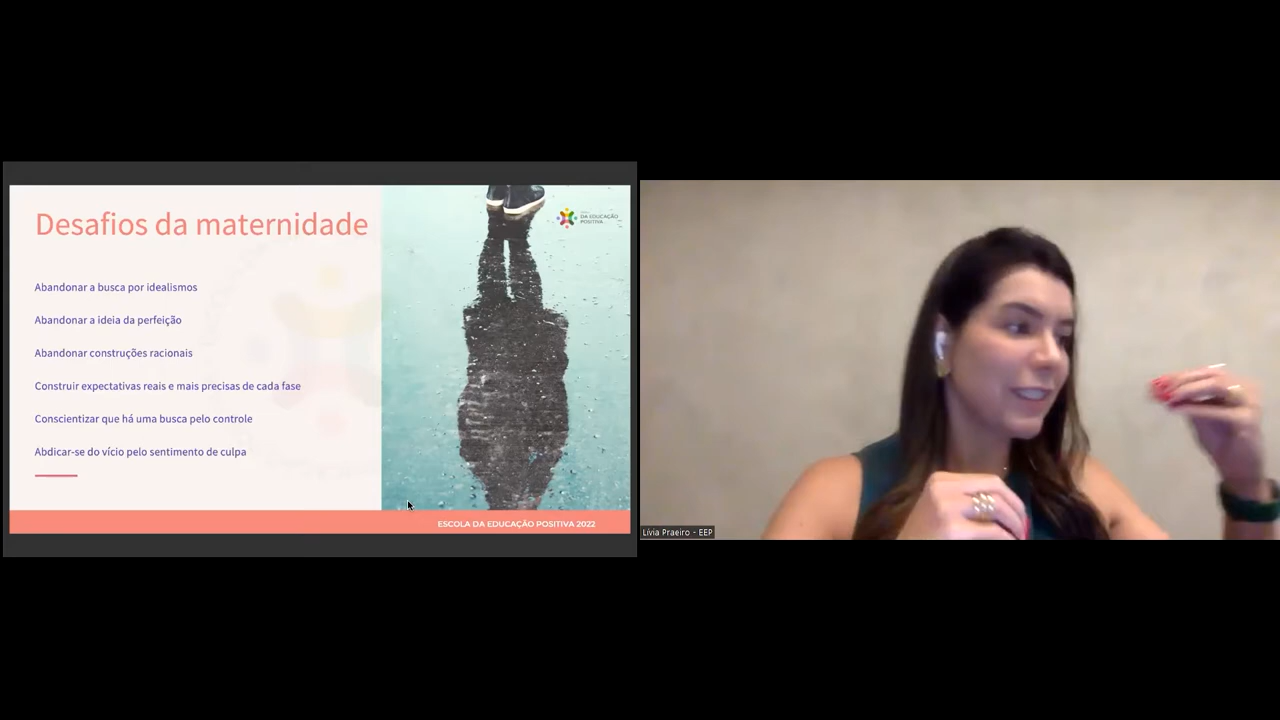 Desafios da maternidade
DA EDUCAÇÃO
POSITIVA
Abandonar a busca por idealismos
Abandonar a ideia da perfeição
Abandonar construções racionais
Construir expectativas reais e mais precisas de cada fase
Conscientizar que há uma busca pelo controle
Abdicar-se do vício pelo sentimento de culpa
ESCOLA DA EDUCAÇÃO POSITIVA 2022
Lívia Praeiro - EEP